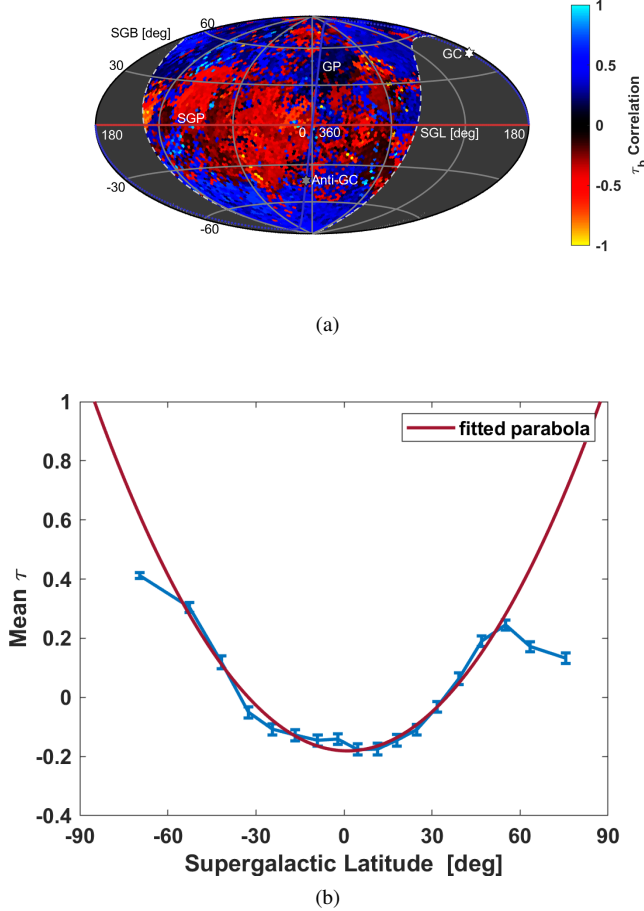 SGB [deg]
60
30
GC
GP
SGP
180
0
360
SGL [deg]
180
-30
Anti-GC
-60
1
0.5
0
-0.5
-1
τb Correlation
(a)
1
0.8
0.6
0.4
0.2
0
-0.2
-0.4
Mean τ
fitted parabola
-90
-60
-30
0
30
60
90
Supergalactic Latitude [deg]
(b)